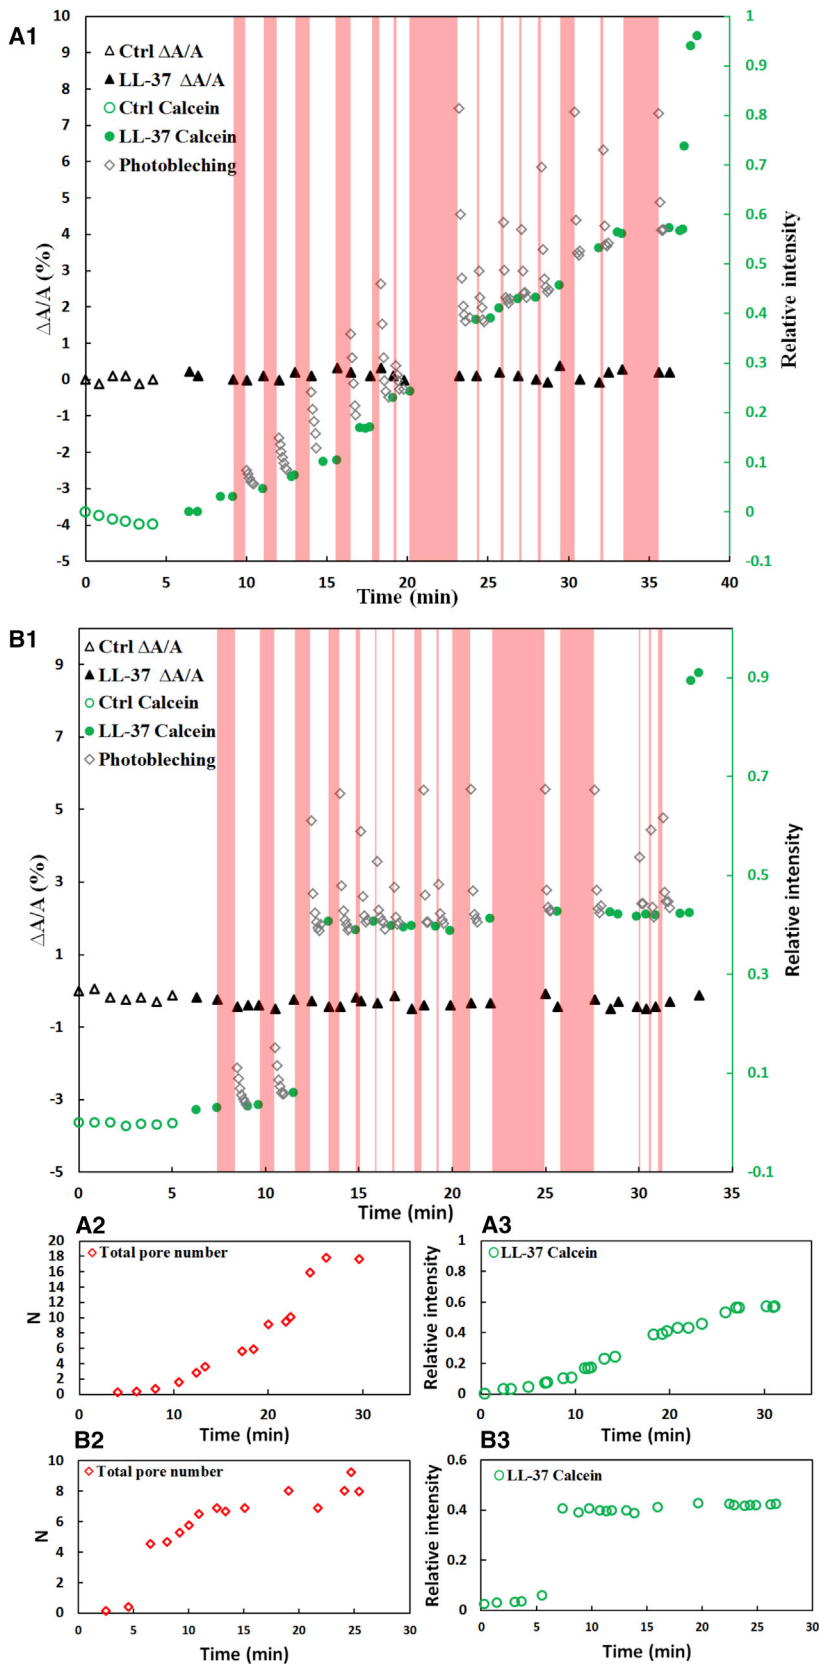 A1
10
9
8
7
6
5
4
3
2
1
0
-1
-2
-3
-4
-5
ΔA/A (%)
Ctrl ΔA/A
LL-37 ΔA/A
Ctrl Calcein
LL-37 Calcein
Photobleching
1
0.9
0.8
0.7
0.6
0.5
0.4
0.3
0.2
0.1
0
-0.1
Relative intensity
0 5 10 15 20 25 30 35 40
Time (min)
B1
9
7
5
3
1
-1
-3
-5
ΔA/A (%)
Ctrl ΔA/A
LL-37 ΔA/A
Ctrl Calcein
LL-37 Calcein
Photobleching
0.9
0.7
0.5
0.3
0.1
-0.1
Relative intensity
0 5 10 15 20 25 30 35
Time (min)
A2
20
18
16
14
12
10
8
6
4
2
0
N
Total pore number
0 10 20 30
Time (min)
A3
1
0.8
0.6
0.4
0.2
0
Relative intensity
LL-37 Calcein
0 10 20 30
Time (min)
B2
10
8
6
4
2
0
N
Total pore number
0 5 10 15 20 25 30
Time (min)
B3
0.6
0.4
0.2
0
Relative intensity
LL-37 Calcein
0 5 10 15 20 25 30
Time (min)